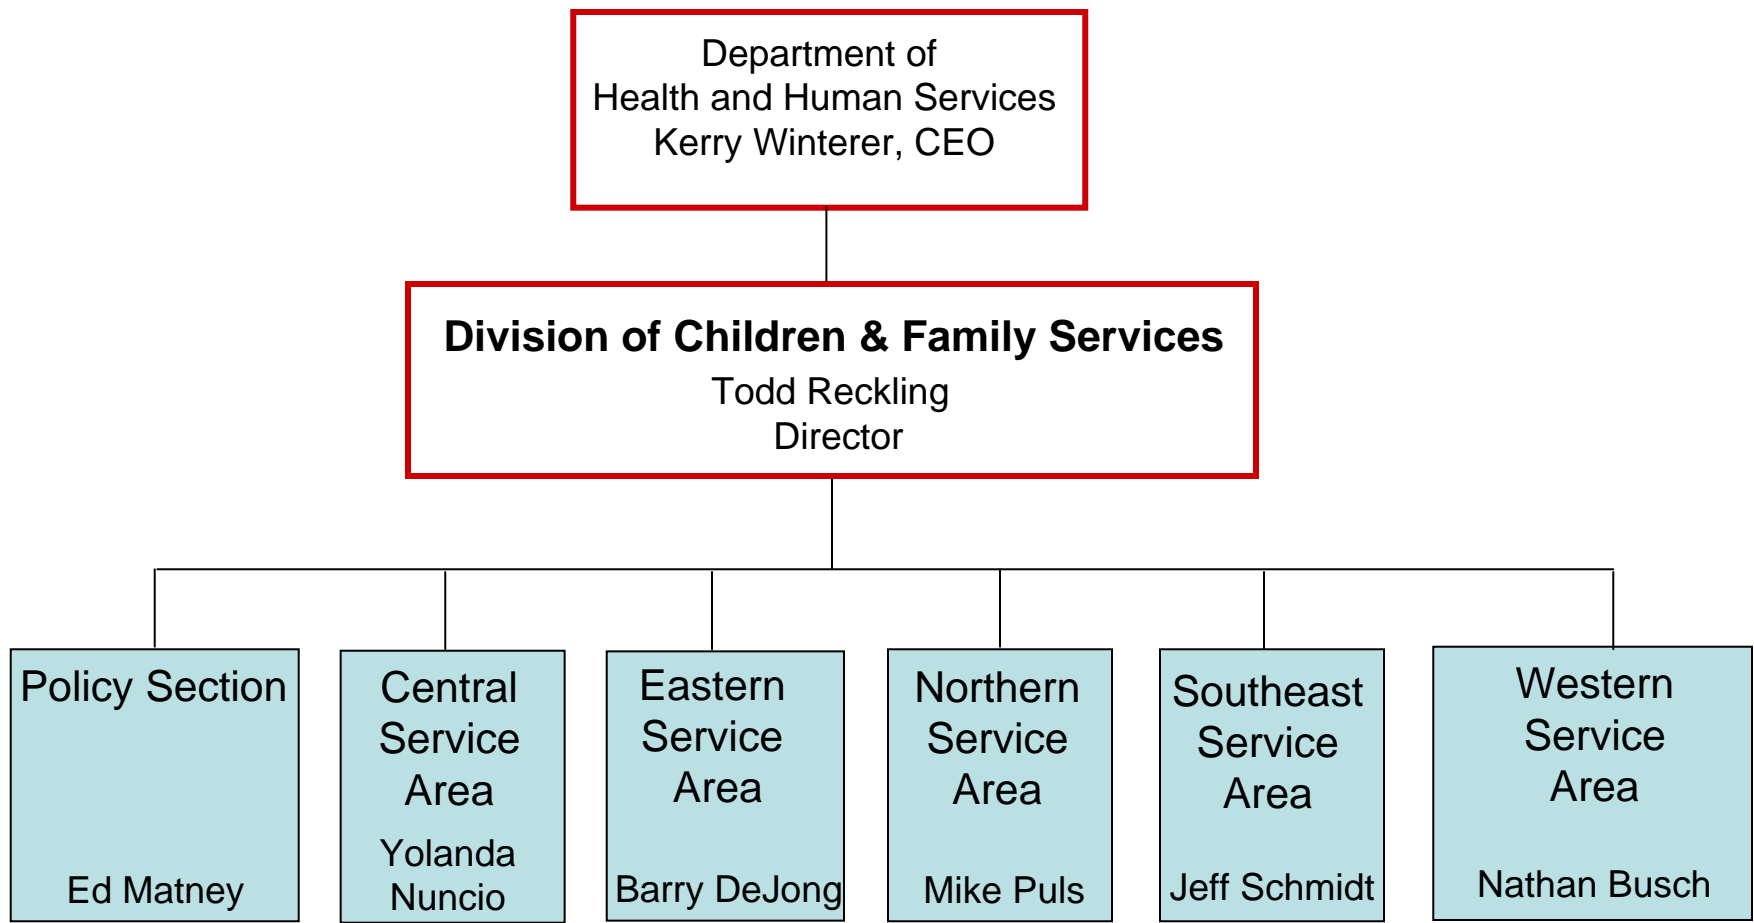 Department of
Health and Human Services
Kerry Winterer, CEO
Division of Children & Family Services
Todd Reckling
Director
Policy Section
Ed Matney
Central
Service
Area
Yolanda
Nuncio
Eastern
Service
Area
Barry DeJong
Northern
Service
Area
Mike Puls
Southeast
Service
Area
Jeff Schmidt
Western
Service
Area
Nathan Busch